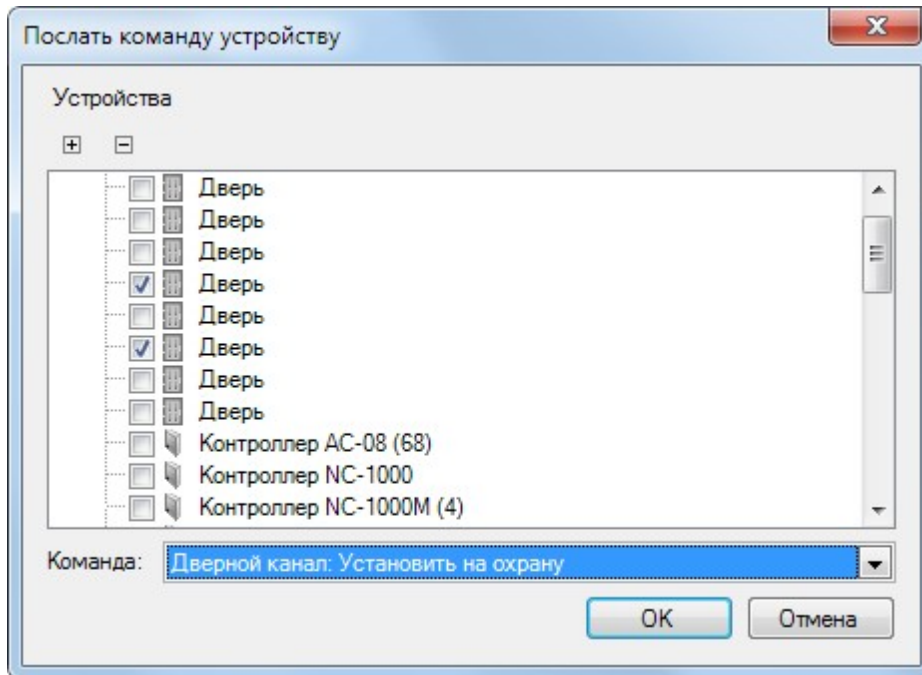 Послать команду устройству
Устройства
Дверь
Дверь
Дверь
Дверь
Дверь
Дверь
Дверь
Дверь
Контроллер AC-08 (68)
Контроллер NC-1000
Контроллер NC-1000M (4)
Команда: Дверной канал: Установить на охрану
OK Отмена